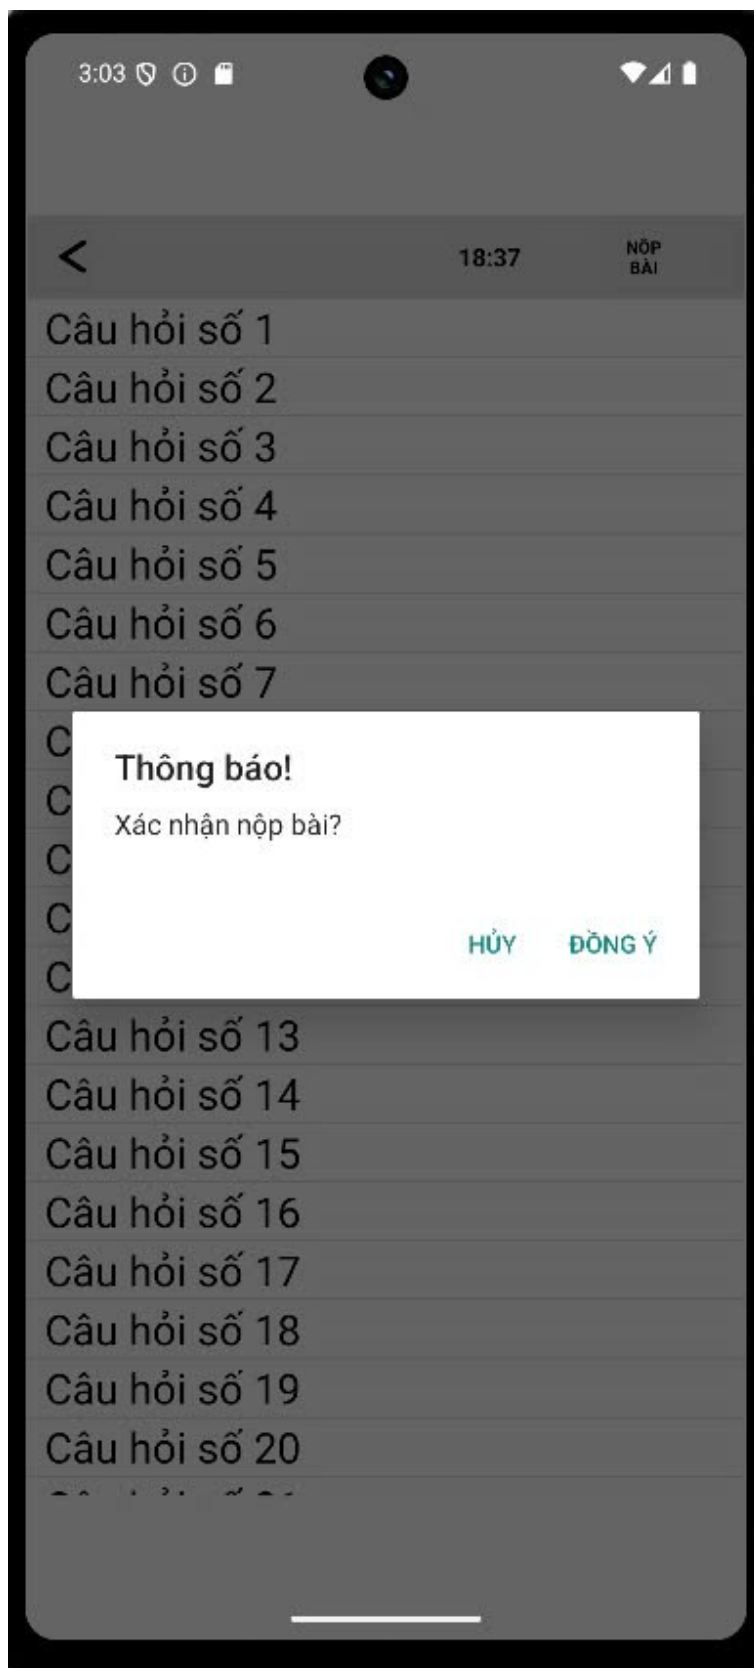 3:03
18:37
NỘP
BÀI
Câu hỏi số 1
Câu hỏi số 2
Câu hỏi số 3
Câu hỏi số 4
Câu hỏi số 5
Câu hỏi số 6
Câu hỏi số 7
C
Thông báo!
C
Xác nhận nộp bài?
C
C
HỦY ĐỒNG Ý
C
Câu hỏi số 13
Câu hỏi số 14
Câu hỏi số 15
Câu hỏi số 16
Câu hỏi số 17
Câu hỏi số 18
Câu hỏi số 19
Câu hỏi số 20